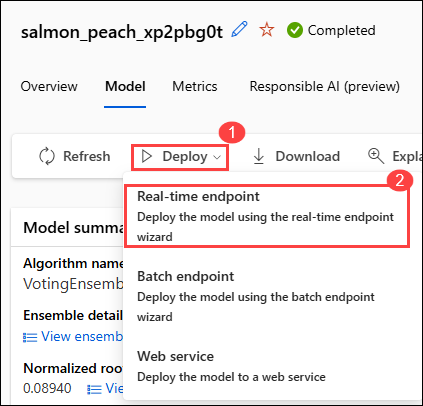 salmon_peach_xp2pbg0t Completed
Overview Model Metrics Responsible AI (preview)
1
Refresh Deploy Download Expla
2
Real-time endpoint
Deploy the model using the real-time endpoint
wizard
Model summa
Algorithm name
VotingEnsemb
Batch endpoint
Deploy the model using the batch endpoint
wizard
Ensemble detail
View ensemb
Web service
Deploy the model to a web service
Normalized roo
0.08940 Vie